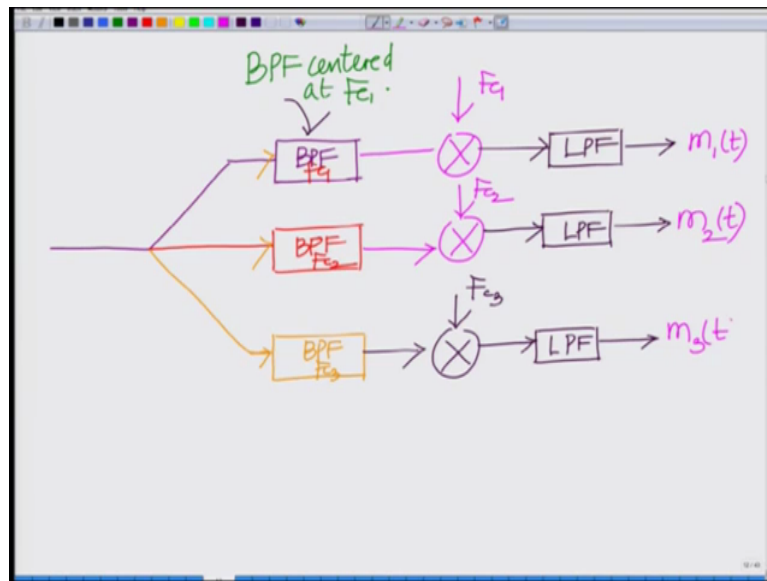 BPF centered
at Fc₁.
Fc₁
BPF
Fc₁
LPF
m₁(t)
Fc₂
BPF
Fc₂
LPF
m₂(t)
Fc₃
BPF
Fc₃
LPF
m₃(t